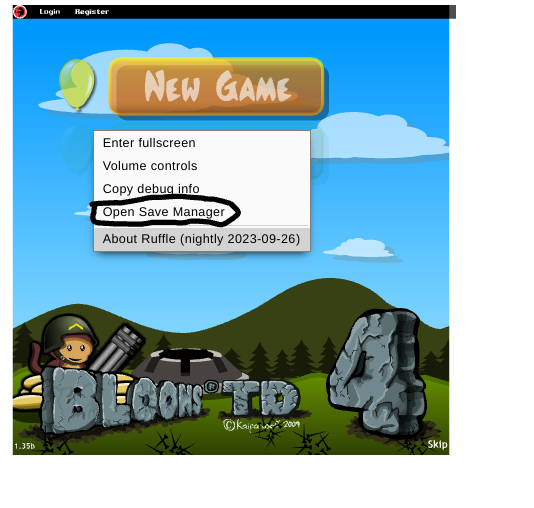 Login Register
New Game
Enter fullscreen
Volume controls
Copy debug info
Open Save Manager
About Ruffle (nightly 2023-09-26)
BLOONS TD 4
©Kaiparasoft 2009
1.35b
Skip